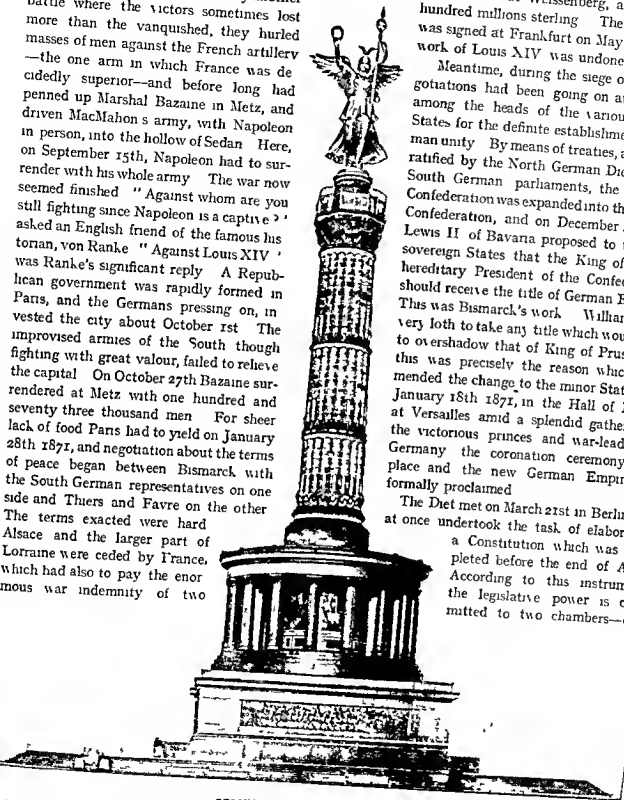 battle where the victors sometimes lost
more than the vanquished, they hurled
masses of men against the French artillery
—the one arm in which France was de
cidedly superior—and before long had
penned up Marshal Bazaine in Metz, and
driven MacMahon s army, with Napoleon
in person, into the hollow of Sedan Here,
on September 15th, Napoleon had to sur-
render with his whole army The war now
seemed finished " Against whom are you
still fighting since Napoleon is a captive ? '
asked an English friend of the famous his
torian, von Ranke " Against Louis XIV '
was Ranke's significant reply A Repub-
lican government was rapidly formed in
Paris, and the Germans pressing on, in
vested the city about October 1st The
improvised armies of the South though
fighting with great valour, failed to relieve
the capital On October 27th Bazaine sur-
rendered at Metz with one hundred and
seventy three thousand men For sheer
lack of food Paris had to yield on January
28th 1871, and negotiation about the terms
of peace began between Bismarck with
the South German representatives on one
side and Thiers and Favre on the other
The terms exacted were hard
Alsace and the larger part of
Lorraine were ceded by France,
which had also to pay the enor
mous war indemnity of two
hundred millions sterling The
was signed at Frankfurt on May
work of Louis XIV was undone
Meantime, during the siege o
gotiations had been going on a
among the heads of the variou
States for the definite establishme
man unity By means of treaties, a
ratified by the North German Die
South German parliaments, the
Confederation was expanded into th
Confederation, and on December
Lewis II of Bavaria proposed to
sovereign States that the King of
hereditary President of the Confed
should receive the title of German E
This was Bismarck's work Willian
very loth to take any title which wou
to overshadow that of King of Prus
this was precisely the reason whic
mended the change to the minor Stat
January 18th 1871, in the Hall of
at Versailles amid a splendid gathe
the victorious princes and war-lead
Germany the coronation ceremony
place and the new German Empir
formally proclaimed
The Diet met on March 21st in Berlin
at once undertook the task of elabor
a Constitution which was
pleted before the end of A
According to this instrum
the legislative power is c
mitted to two chambers—